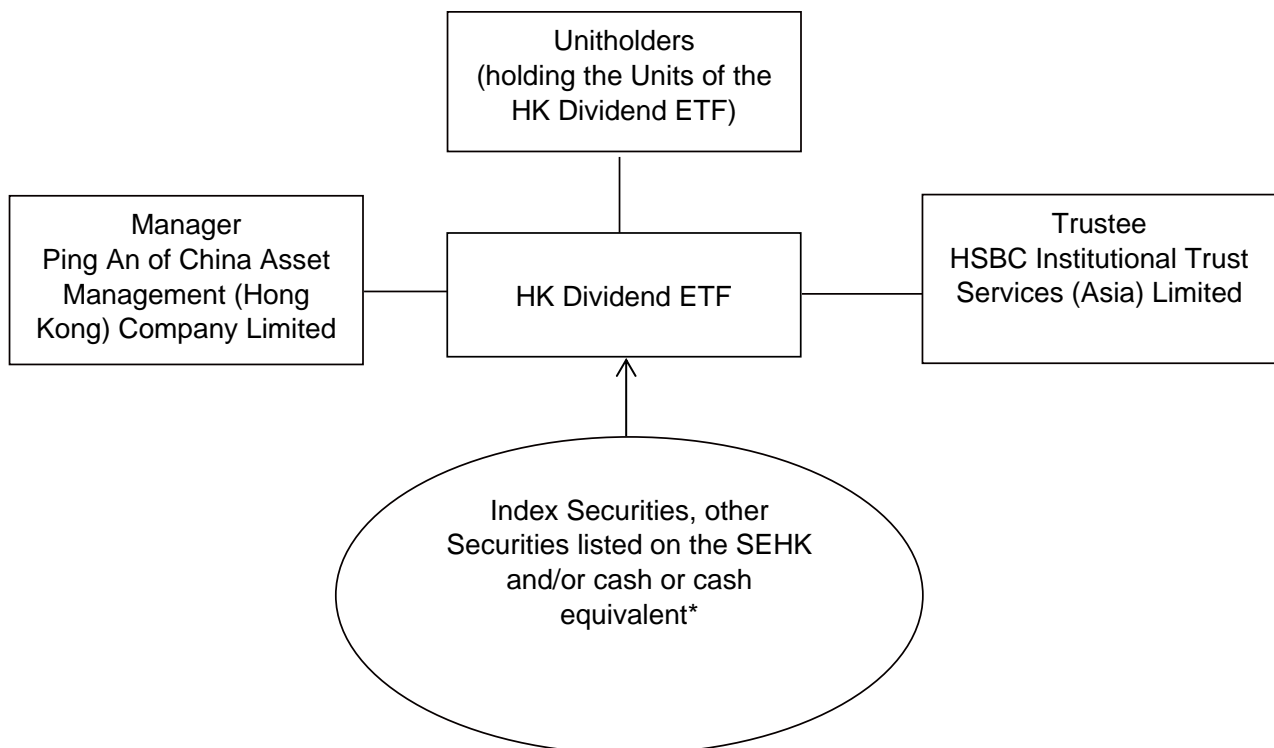 Unitholders
(holding the Units of the
HK Dividend ETF)
Manager
Ping An of China Asset
Management (Hong
Kong) Company Limited
HK Dividend ETF
Trustee
HSBC Institutional Trust
Services (Asia) Limited
Index Securities, other
Securities listed on the SEHK
and/or cash or cash
equivalent*